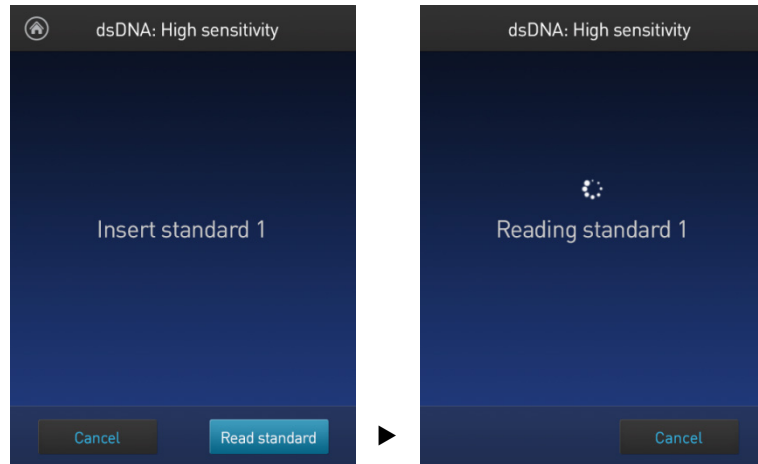 dsDNA: High sensitivity
Insert standard 1
Cancel
Read standard
dsDNA: High sensitivity
Reading standard 1
Cancel